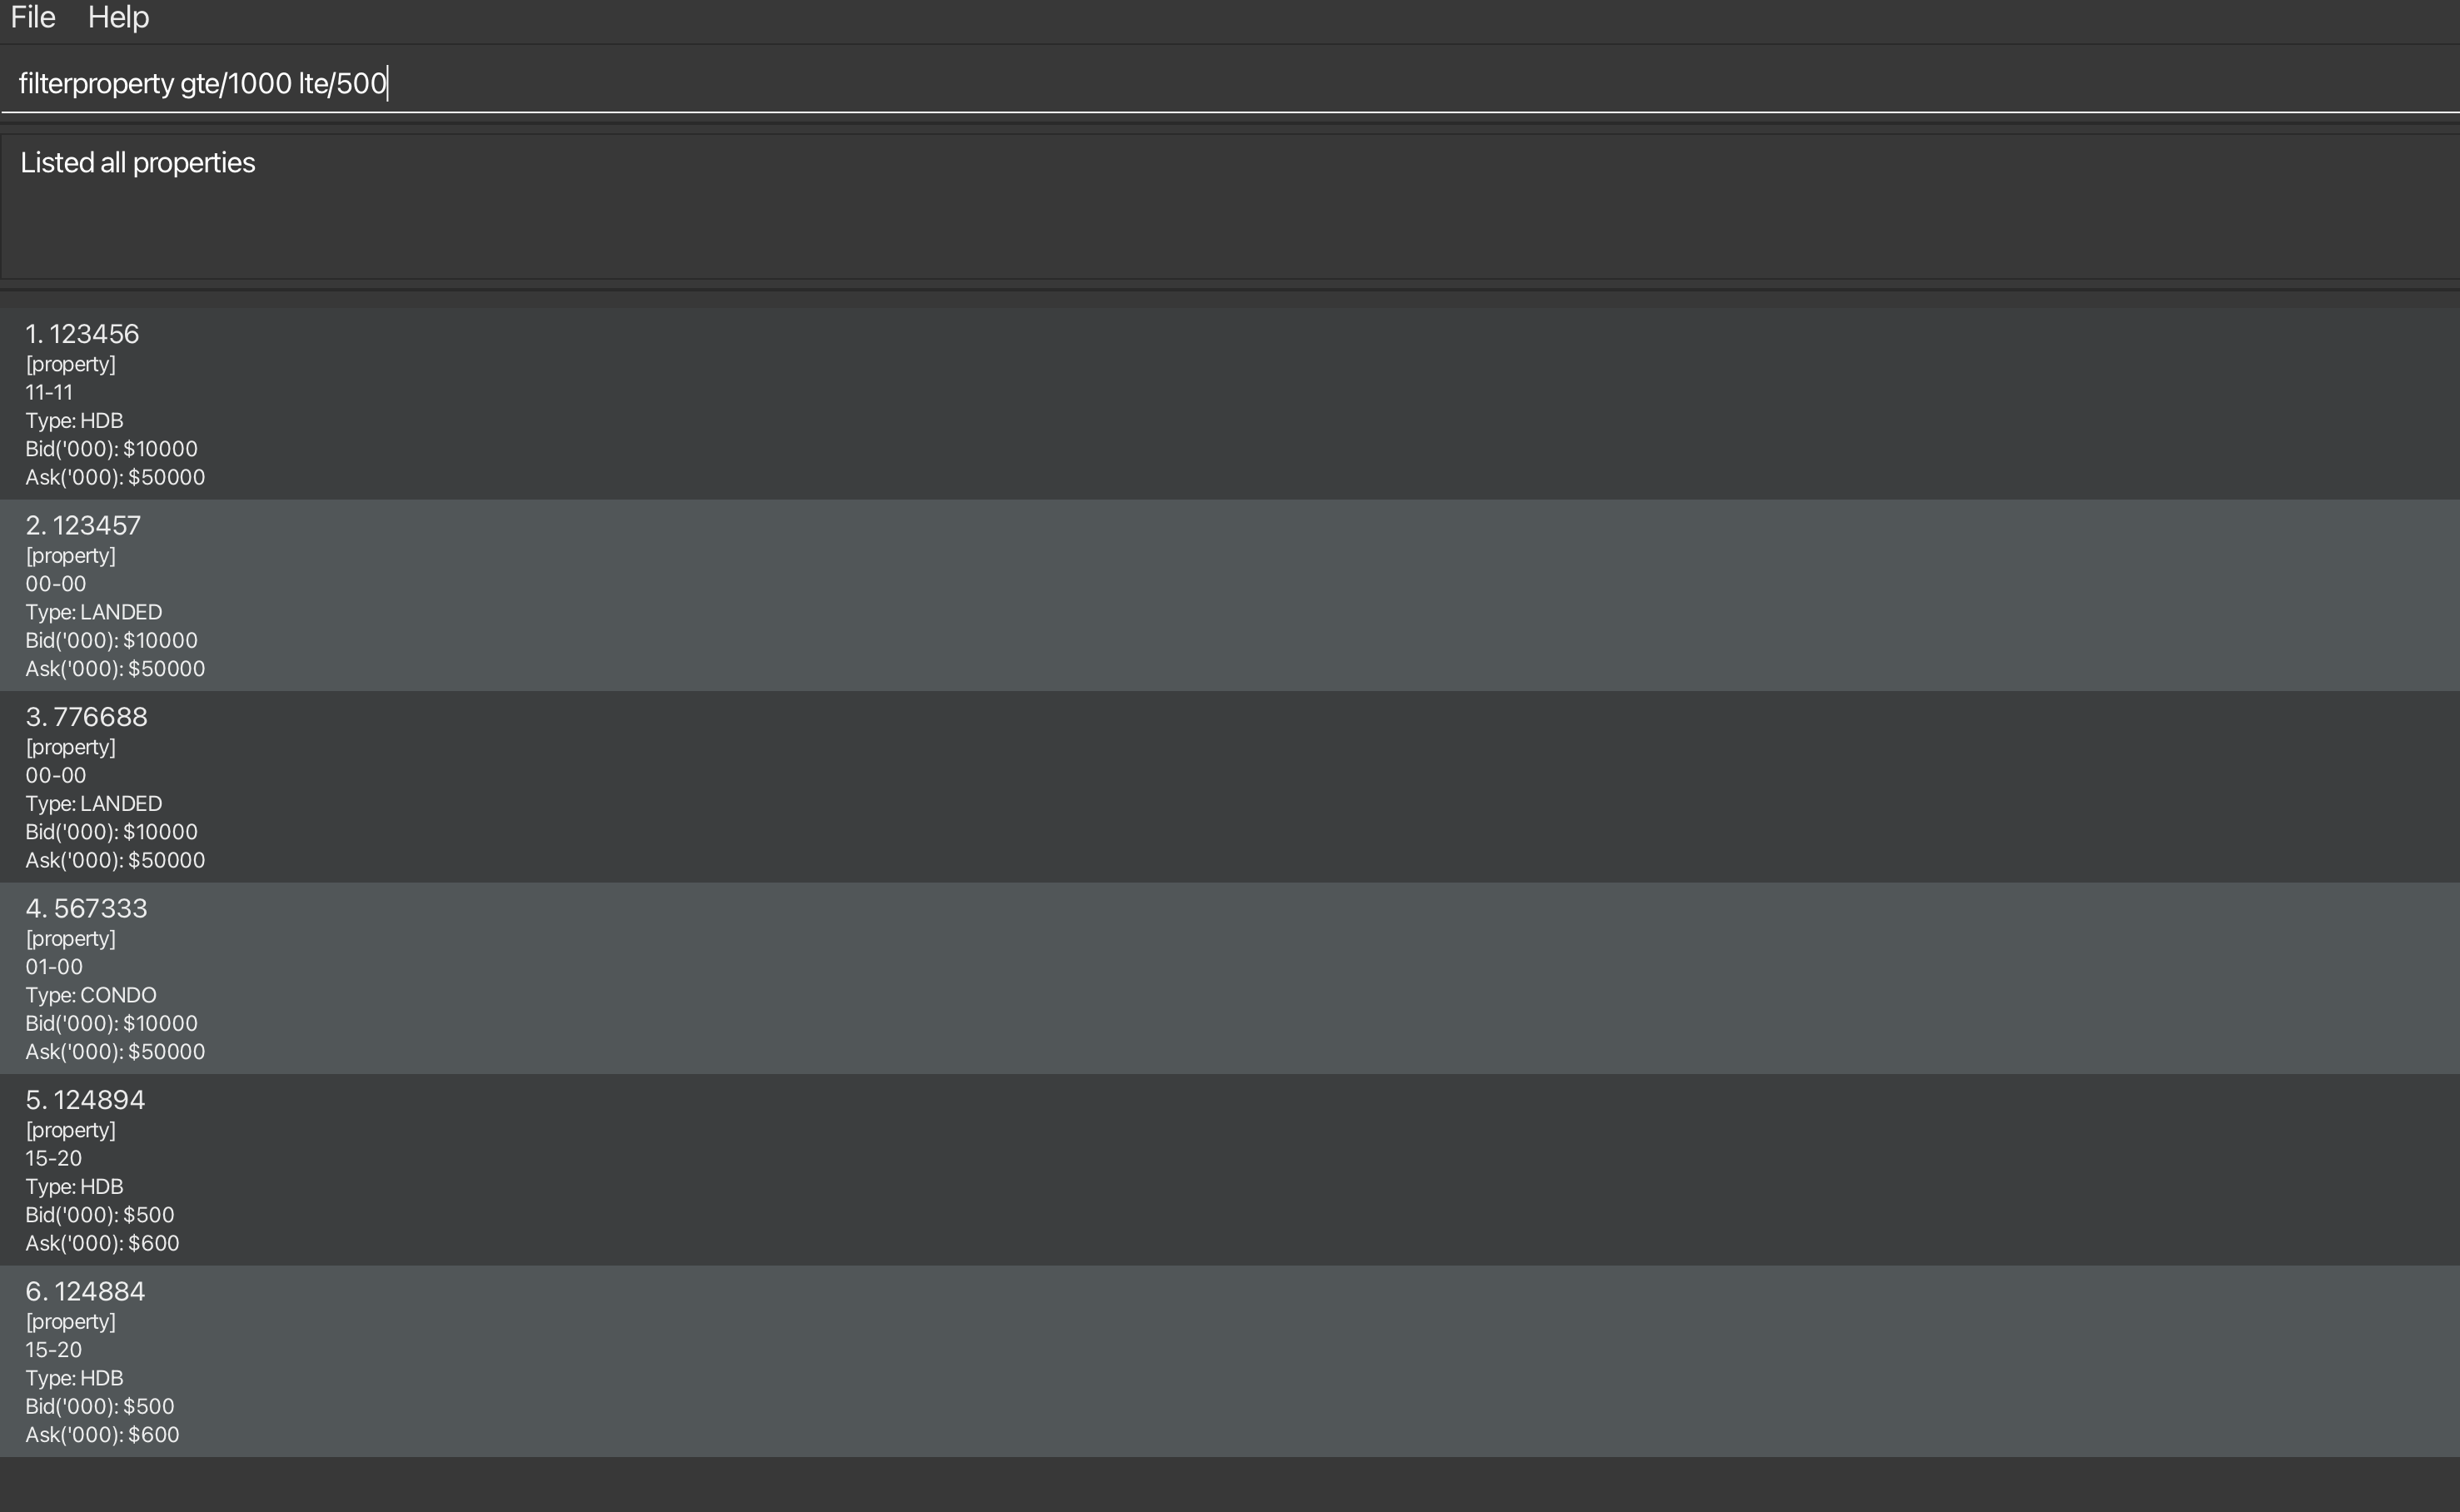 File Help
filterproperty gte/1000 lte/500
Listed all properties
1. 123456
[property]
11-11
Type: HDB
Bid('000): $10000
Ask('000): $50000
2. 123457
[property]
00-00
Type: LANDED
Bid('000): $10000
Ask('000): $50000
3. 776688
[property]
00-00
Type: LANDED
Bid('000): $10000
Ask('000): $50000
4. 567333
[property]
01-00
Type: CONDO
Bid('000): $10000
Ask('000): $50000
5. 124894
[property]
15-20
Type: HDB
Bid('000): $500
Ask('000): $600
6. 124884
[property]
15-20
Type: HDB
Bid('000): $500
Ask('000): $600